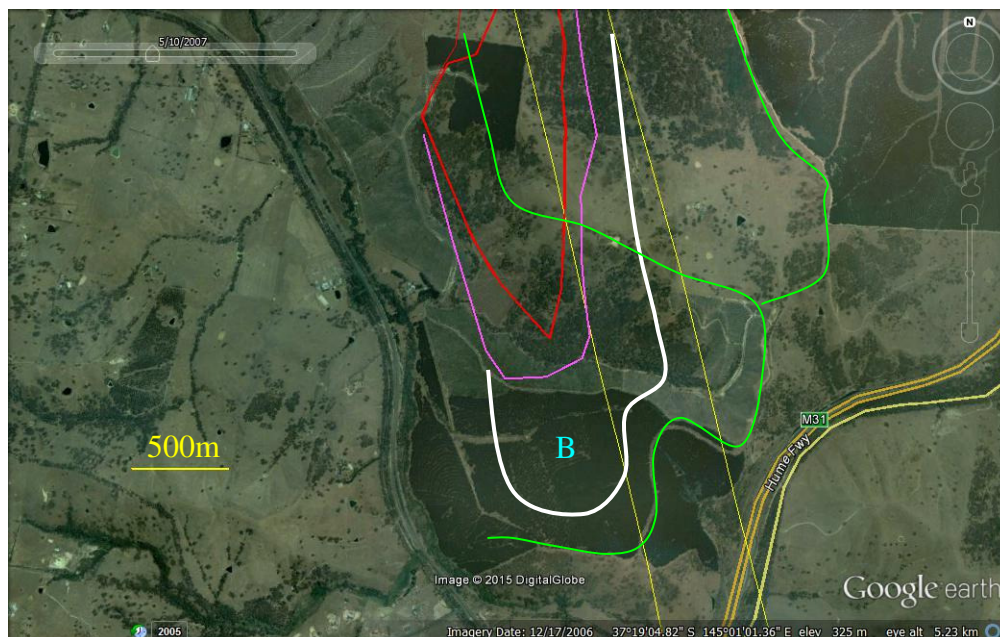 5/10/2007
N
M31
500m
B
Hume Fwy
Image © 2015 DigitalGlobe
Google earth
2005
Imagery Date: 12/17/2006 37°19'04.82" S 145°01'01.36" E elev 325 m eye alt 5.23 km